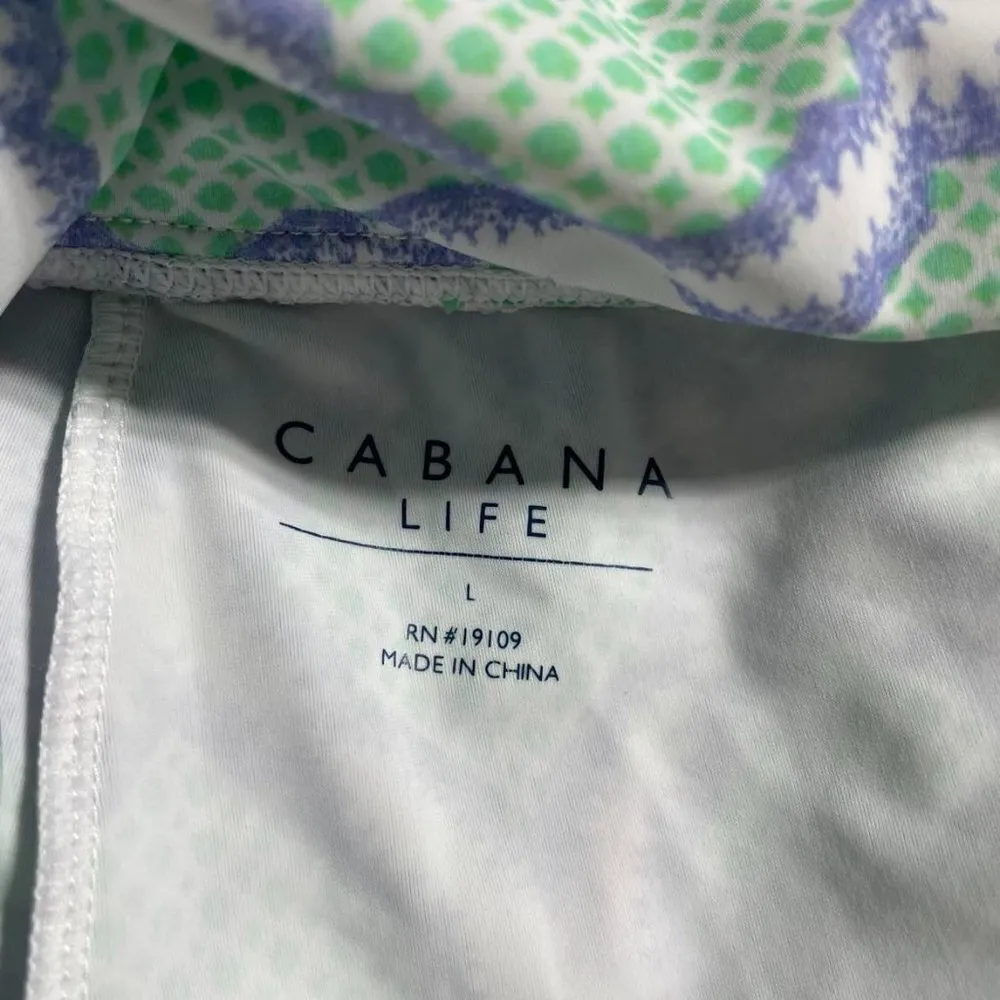 CABANA
LIFE
L
RN #19109
MADE IN CHINA